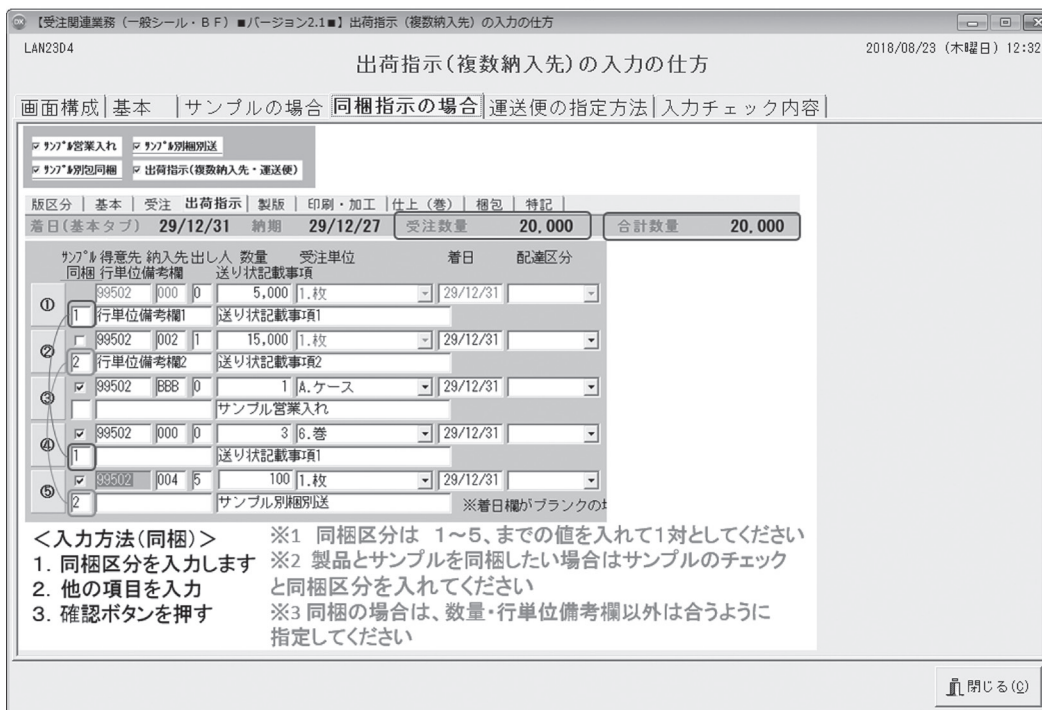 【受注関連業務（一般シール・ＢＦ）■バージョン2.1■】出荷指示（複数納入先）の入力の仕方
LAN23D4
2018/08/23 (木曜日) 12:32
出荷指示(複数納入先)の入力の仕方
画面構成 基本 サンプルの場合 同梱指示の場合 運送便の指定方法 入力チェック内容
サンプル営業入れ サンプル別梱別送
サンプル別包同梱 出荷指示(複数納入先・運送便)
版区分 基本 受注 出荷指示 製版 印刷・加工 仕上（巻） 梱包 特記
着日(基本タブ) 29/12/31 納期 29/12/27 受注数量 20,000 合計数量 20,000
サンプル 得意先 納入先 出し人 数量 受注単位 着日 配達区分
同梱 行単位備考欄 送り状記載事項
① 99502 000 0 5,000 1.枚 29/12/31
1 行単位備考欄1 送り状記載事項1
② 99502 002 1 15,000 1.枚 29/12/31
2 行単位備考欄2 送り状記載事項2
③ 99502 BBB 0 1 A.ケース 29/12/31
サンプル営業入れ
④ 99502 000 0 3 6.巻 29/12/31
1 送り状記載事項1
⑤ 99502 004 5 100 1.枚 29/12/31
2 サンプル別梱別送 ※着日欄がブランクの
＜入力方法(同梱)＞
1. 同梱区分を入力します
2. 他の項目を入力
3. 確認ボタンを押す
※1 同梱区分は 1～5、までの値を入れて1対としてください
※2 製品とサンプルを同梱したい場合はサンプルのチェック
と同梱区分を入れてください
※3 同梱の場合は、数量・行単位備考欄以外は合うように
指定してください
閉じる(C)